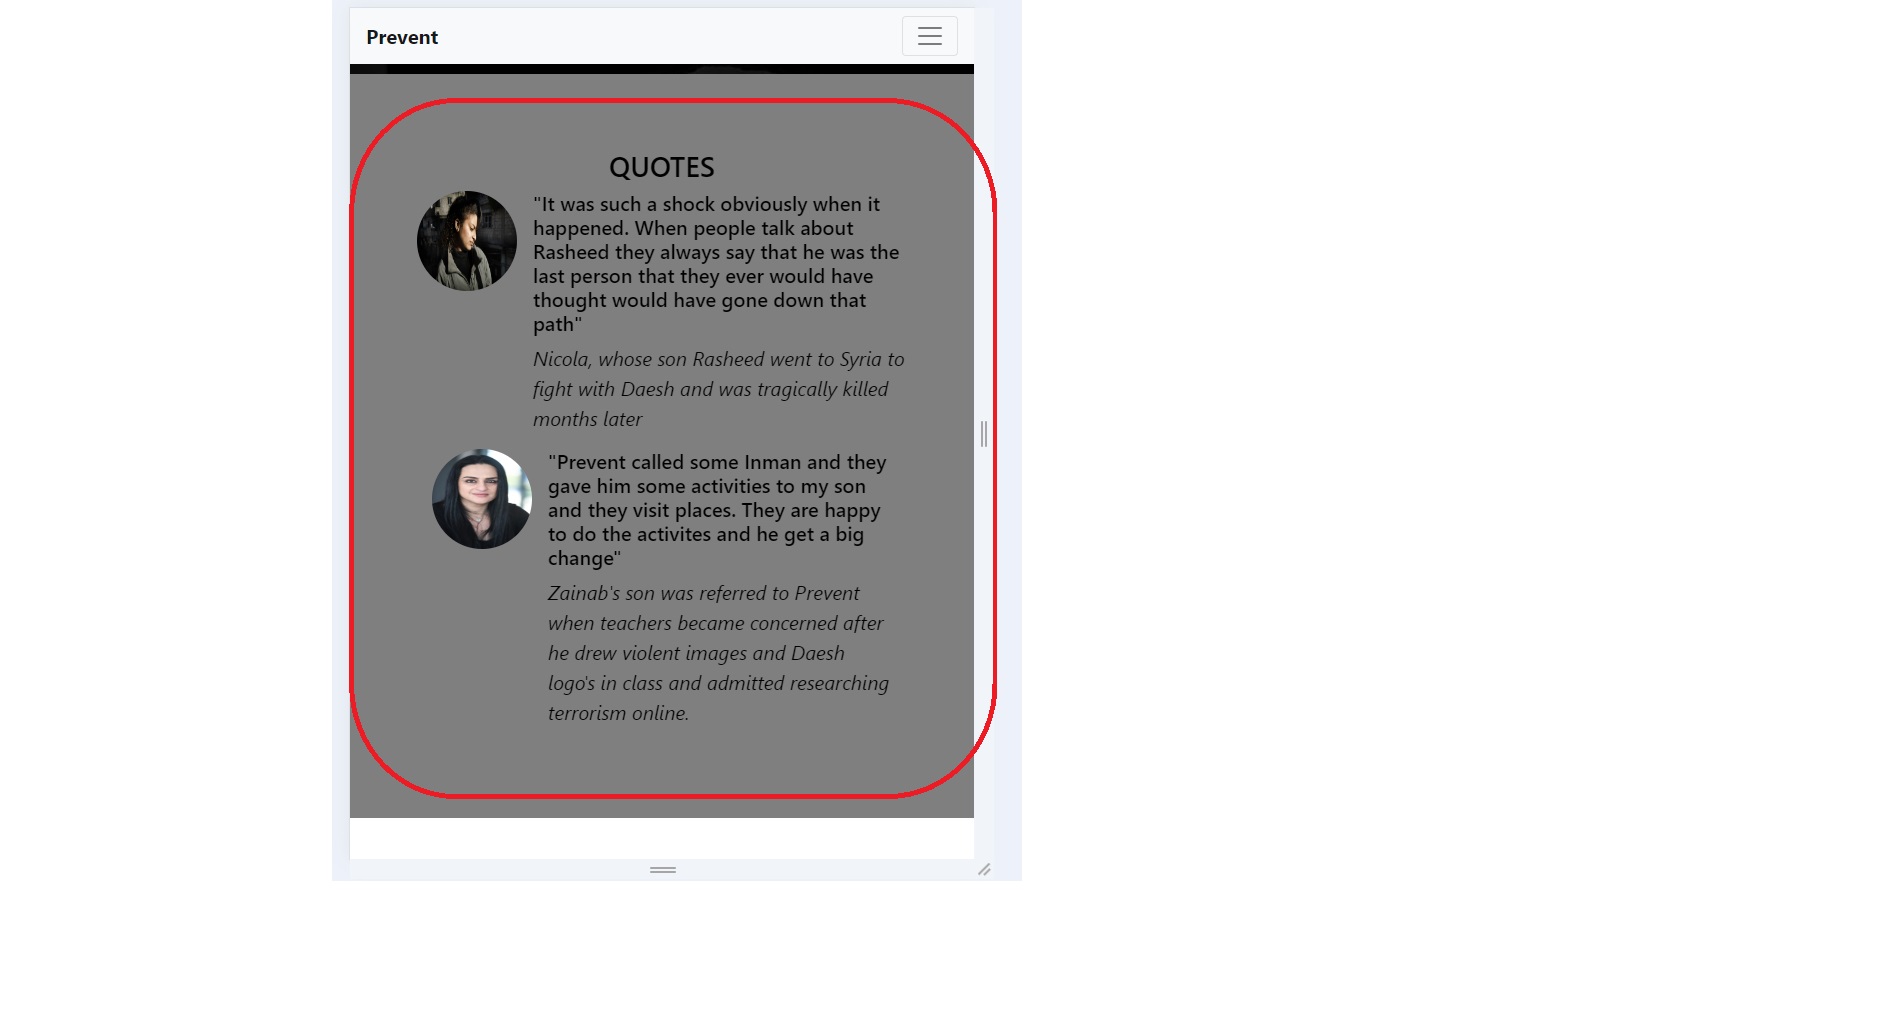 Prevent
QUOTES
"It was such a shock obviously when it
happened. When people talk about
Rasheed they always say that he was the
last person that they ever would have
thought would have gone down that
path"
Nicola, whose son Rasheed went to Syria to
fight with Daesh and was tragically killed
months later
"Prevent called some Inman and they
gave him some activities to my son
and they visit places. They are happy
to do the activites and he get a big
change"
Zainab's son was referred to Prevent
when teachers became concerned after
he drew violent images and Daesh
logo's in class and admitted researching
terrorism online.